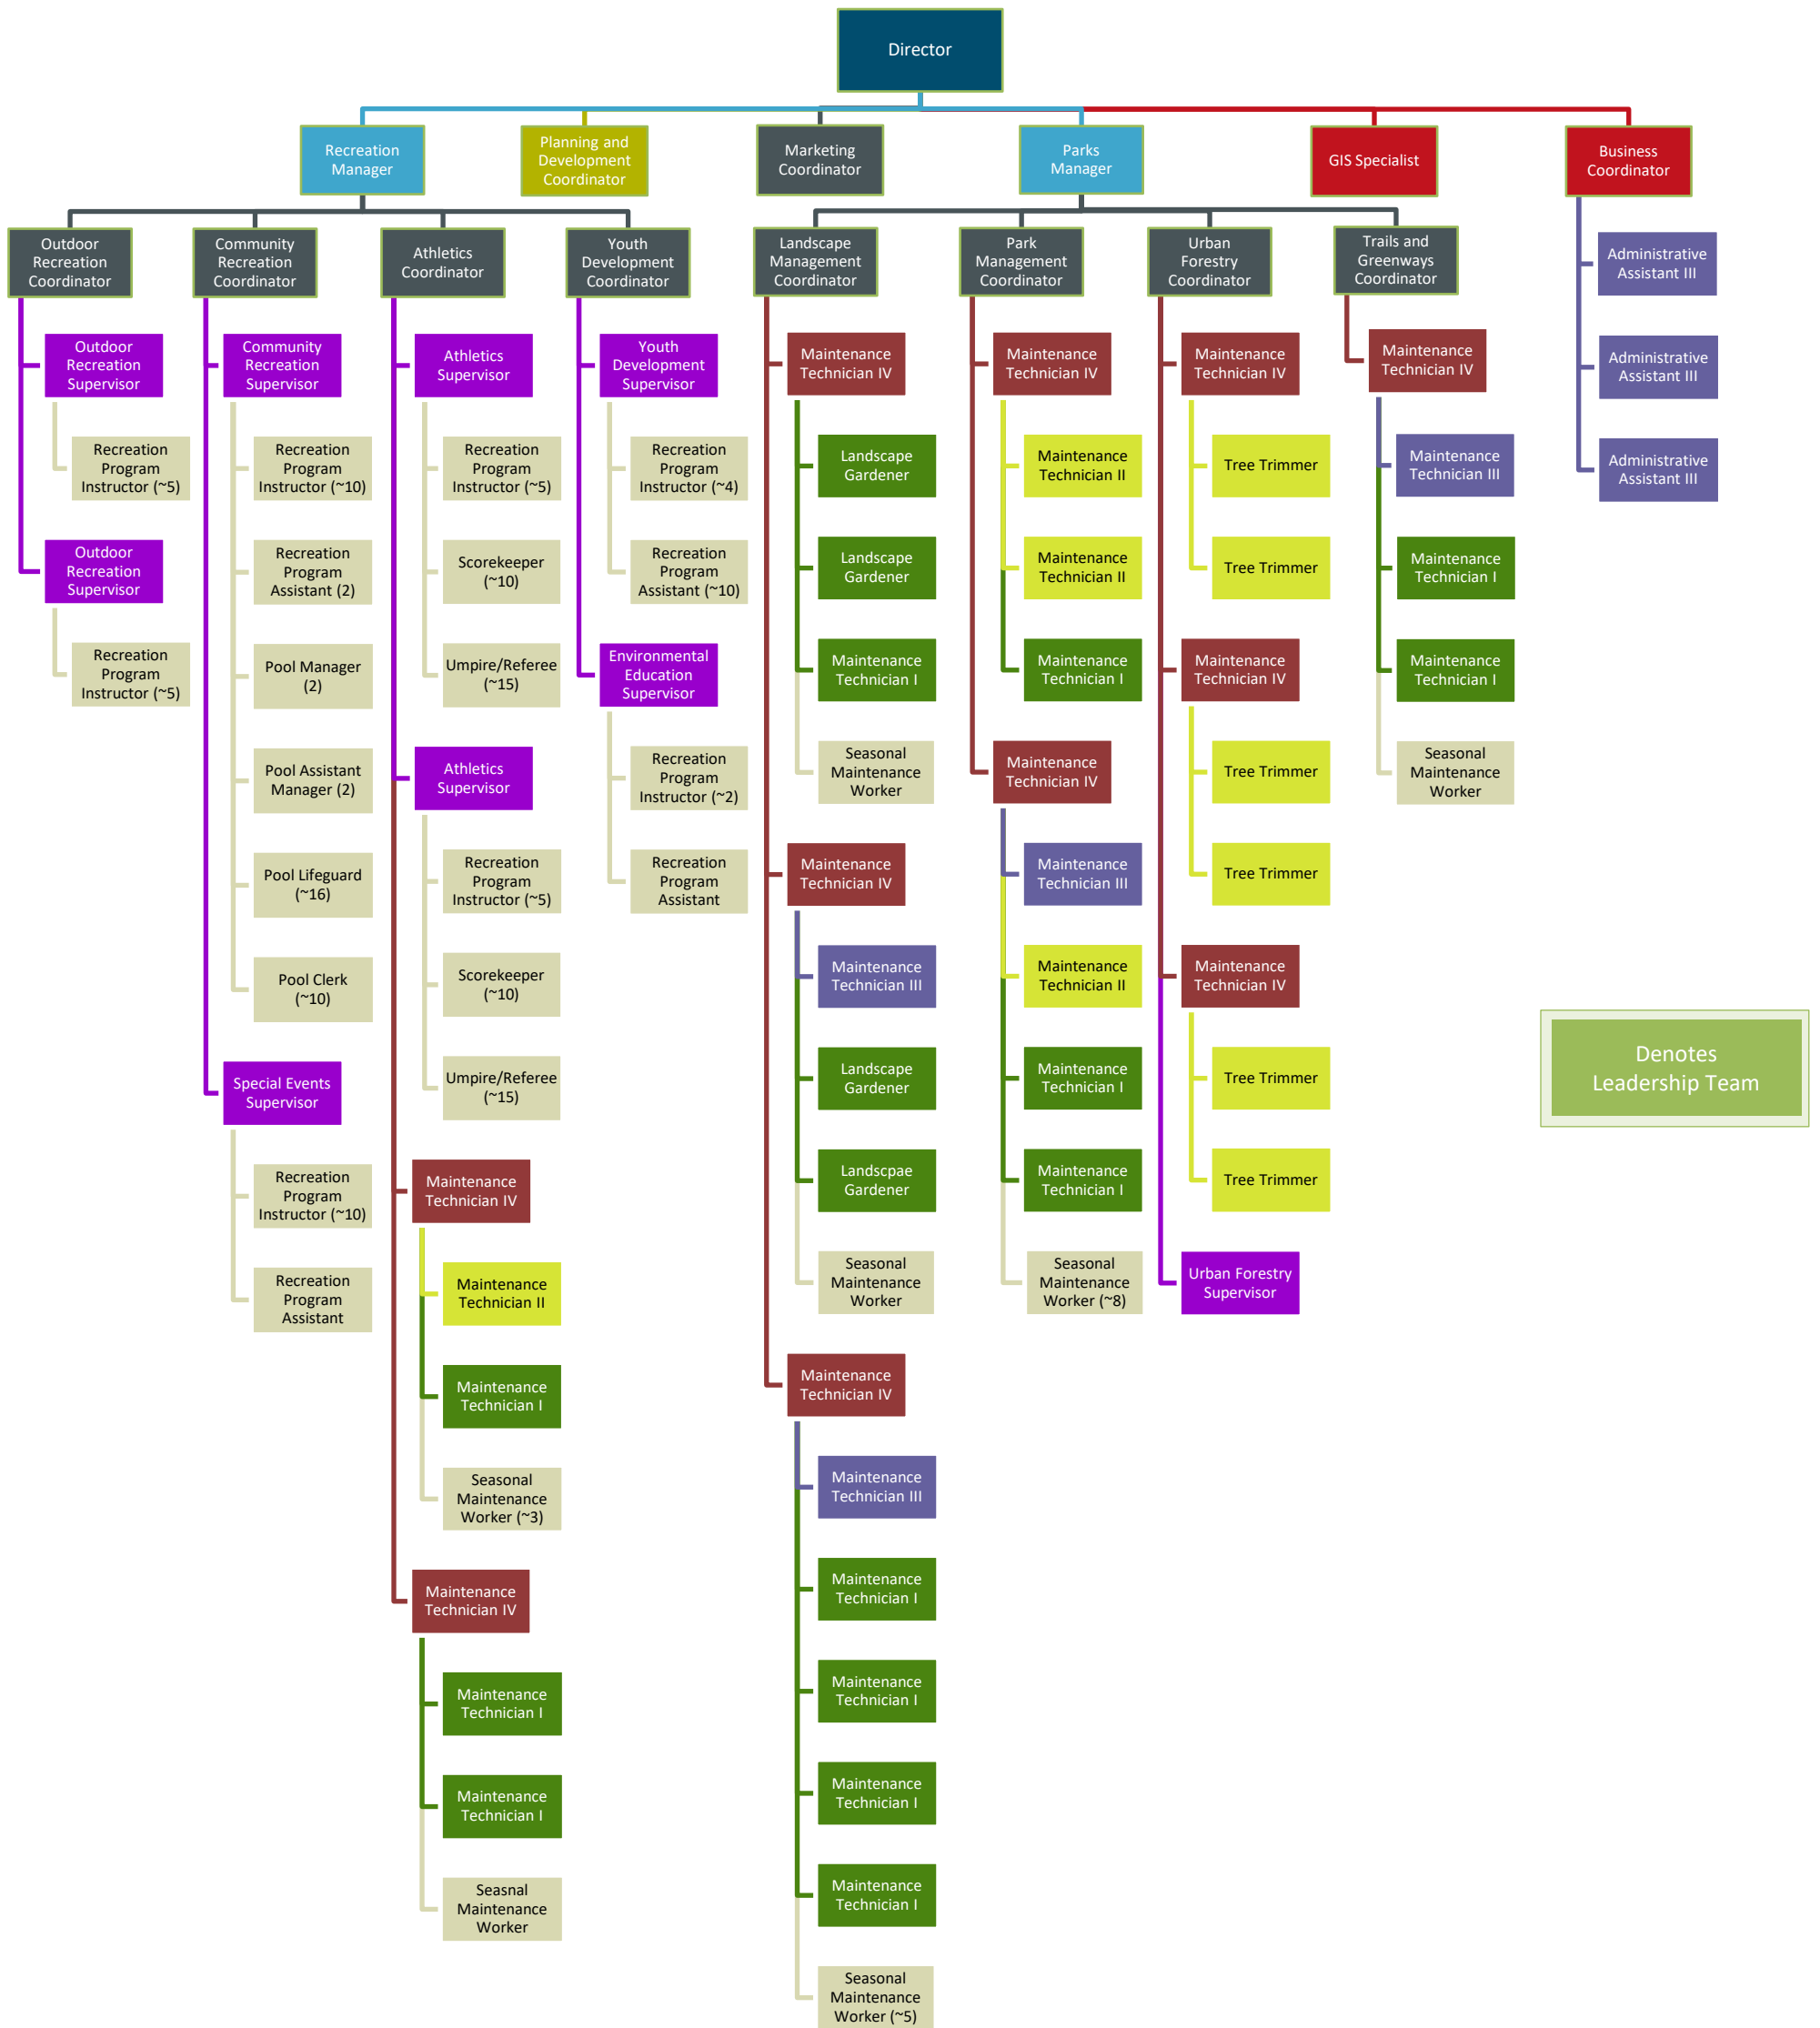 Director
Recreation
Manager
Planning and
Development
Coordinator
Marketing
Coordinator
Parks
Manager
GIS Specialist
Business
Coordinator
Outdoor
Recreation
Coordinator
Outdoor
Recreation
Supervisor
Recreation
Program
Instructor (~5)
Outdoor
Recreation
Supervisor
Recreation
Program
Instructor (~5)
Community
Recreation
Coordinator
Community
Recreation
Supervisor
Recreation
Program
Instructor (~10)
Recreation
Program
Assistant (2)
Pool Manager
(2)
Pool Assistant
Manager (2)
Pool Lifeguard
(~16)
Pool Clerk
(~10)
Special Events
Supervisor
Recreation
Program
Instructor (~10)
Recreation
Program
Assistant
Athletics
Coordinator
Athletics
Supervisor
Recreation
Program
Instructor (~5)
Scorekeeper
(~10)
Umpire/Referee
(~15)
Athletics
Supervisor
Recreation
Program
Instructor (~5)
Scorekeeper
(~10)
Umpire/Referee
(~15)
Maintenance
Technician IV
Maintenance
Technician II
Maintenance
Technician I
Seasonal
Maintenance
Worker (~3)
Maintenance
Technician IV
Maintenance
Technician I
Maintenance
Technician I
Seasnal
Maintenance
Worker
Youth
Development
Coordinator
Youth
Development
Supervisor
Recreation
Program
Instructor (~4)
Recreation
Program
Assistant (~10)
Environmental
Education
Supervisor
Recreation
Program
Instructor (~2)
Recreation
Program
Assistant
Landscape
Management
Coordinator
Maintenance
Technician IV
Landscape
Gardener
Landscape
Gardener
Maintenance
Technician I
Seasonal
Maintenance
Worker
Maintenance
Technician IV
Maintenance
Technician III
Landscape
Gardener
Landscpae
Gardener
Seasonal
Maintenance
Worker
Maintenance
Technician IV
Maintenance
Technician III
Maintenance
Technician I
Maintenance
Technician I
Maintenance
Technician I
Maintenance
Technician I
Seasonal
Maintenance
Worker (~5)
Park
Management
Coordinator
Maintenance
Technician IV
Maintenance
Technician II
Maintenance
Technician II
Maintenance
Technician I
Maintenance
Technician IV
Maintenance
Technician III
Maintenance
Technician II
Maintenance
Technician I
Maintenance
Technician I
Seasonal
Maintenance
Worker (~8)
Urban
Forestry
Coordinator
Maintenance
Technician IV
Tree Trimmer
Tree Trimmer
Maintenance
Technician IV
Tree Trimmer
Tree Trimmer
Maintenance
Technician IV
Tree Trimmer
Tree Trimmer
Urban Forestry
Supervisor
Trails and
Greenways
Coordinator
Maintenance
Technician IV
Maintenance
Technician III
Maintenance
Technician I
Maintenance
Technician I
Seasonal
Maintenance
Worker
Administrative
Assistant III
Administrative
Assistant III
Administrative
Assistant III
Denotes
Leadership Team